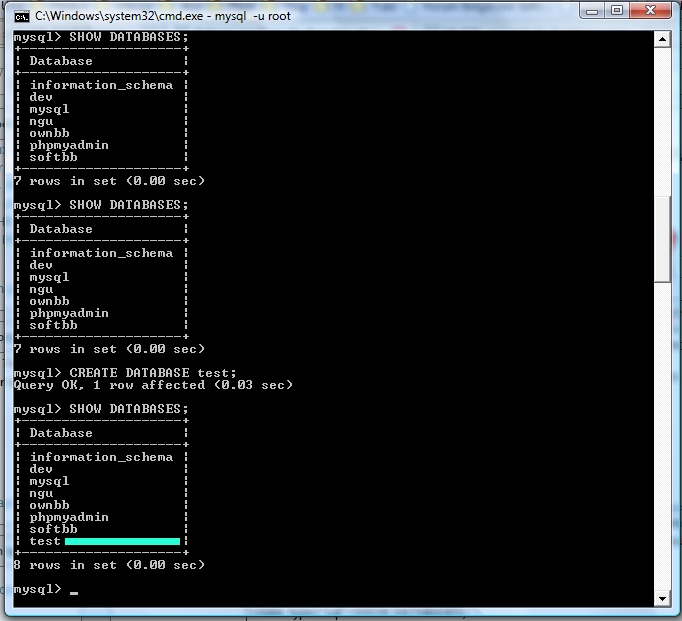 C:\Windows\system32\cmd.exe - mysql -u root
mysql> SHOW DATABASES;
+--------------------+
| Database           |
+--------------------+
| information_schema |
| dev                |
| mysql              |
| ngu                |
| ownbb              |
| phpmyadmin         |
| softbb             |
+--------------------+
7 rows in set (0.00 sec)
mysql> SHOW DATABASES;
+--------------------+
| Database           |
+--------------------+
| information_schema |
| dev                |
| mysql              |
| ngu                |
| ownbb              |
| phpmyadmin         |
| softbb             |
+--------------------+
7 rows in set (0.00 sec)
mysql> CREATE DATABASE test;
Query OK, 1 row affected (0.03 sec)
mysql> SHOW DATABASES;
+--------------------+
| Database           |
+--------------------+
| information_schema |
| dev                |
| mysql              |
| ngu                |
| ownbb              |
| phpmyadmin         |
| softbb             |
| test               |
+--------------------+
8 rows in set (0.00 sec)
mysql> _